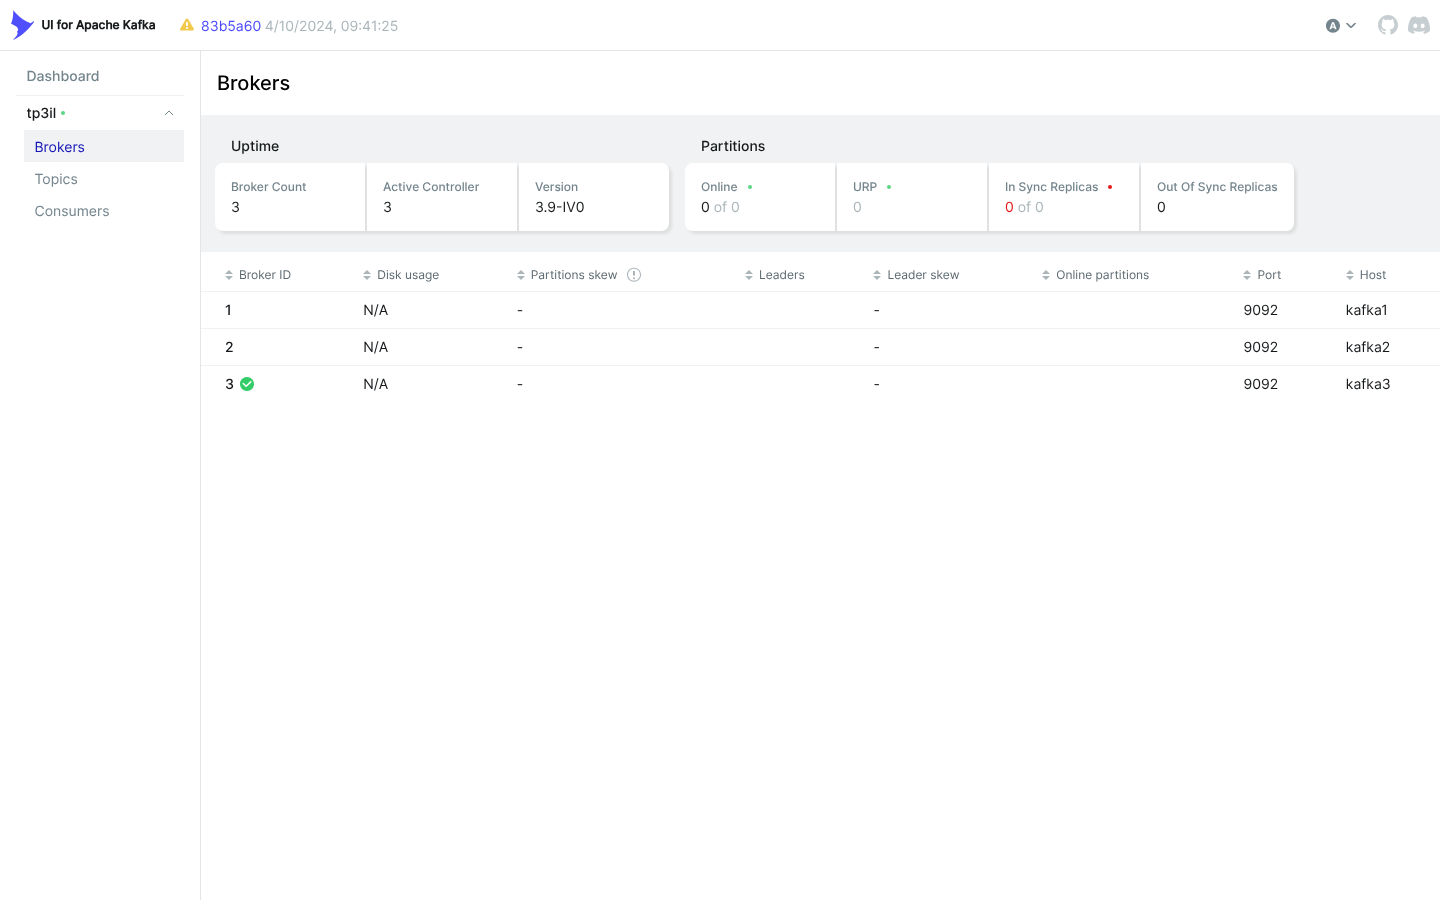 UI for Apache Kafka 83b5a60 4/10/2024, 09:41:25 A
Dashboard
tp3il
Brokers
Topics
Consumers
Brokers
Uptime
Broker Count
3
Active Controller
3
Version
3.9-IV0
Partitions
Online
0 of 0
URP
0
In Sync Replicas
0 of 0
Out Of Sync Replicas
0
Broker ID Disk usage Partitions skew Leaders Leader skew Online partitions Port Host
1 N/A - - 9092 kafka1
2 N/A - - 9092 kafka2
3 N/A - - 9092 kafka3